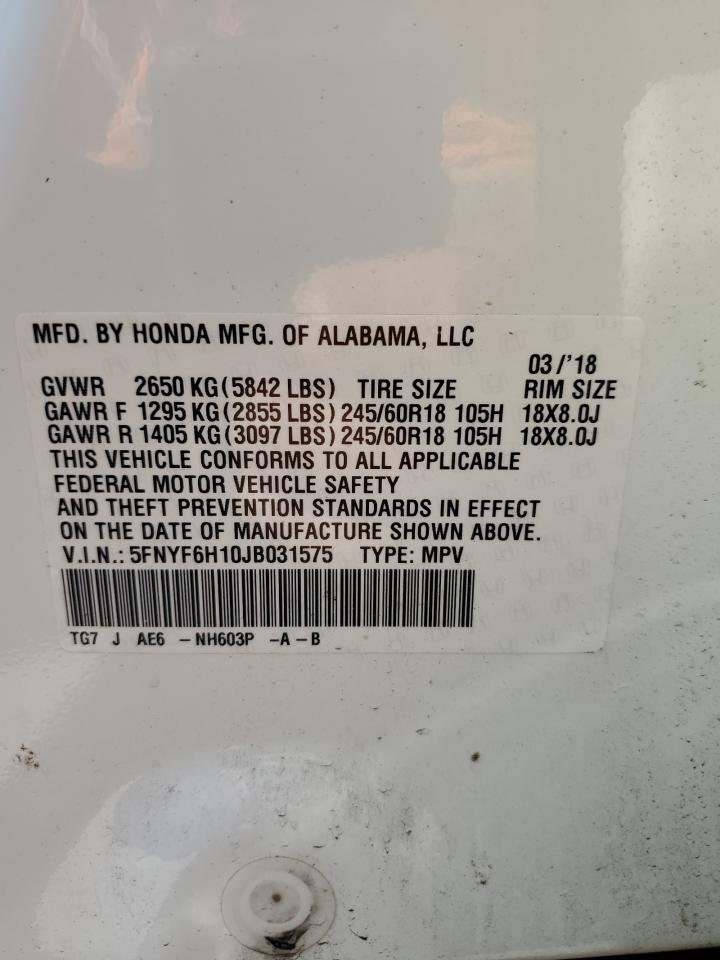 MFD. BY HONDA MFG. OF ALABAMA, LLC
03/'18
GVWR 2650 KG(5842 LBS) TIRE SIZE RIM SIZE
GAWR F 1295 KG(2855 LBS) 245/60R18 105H 18X8.0J
GAWR R 1405 KG(3097 LBS) 245/60R18 105H 18X8.0J
THIS VEHICLE CONFORMS TO ALL APPLICABLE
FEDERAL MOTOR VEHICLE SAFETY
AND THEFT PREVENTION STANDARDS IN EFFECT
ON THE DATE OF MANUFACTURE SHOWN ABOVE.
V.I.N.: 5FNYF6H10JB031575 TYPE: MPV
TG7 J AE6 -NH603P -A-B